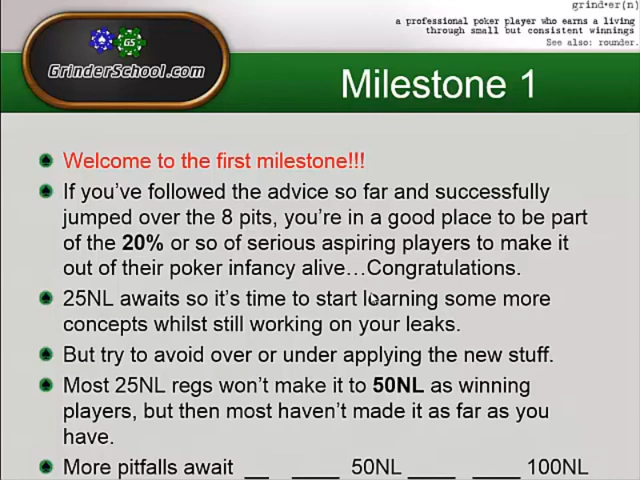 grind•er(n)
a professional poker player who earns a living
through small but consistent winnings
See also: rounder.
GS
GrinderSchool.com
Milestone 1
Welcome to the first milestone!!!
If you've followed the advice so far and successfully
jumped over the 8 pits, you're in a good place to be part
of the 20% or so of serious aspiring players to make it
out of their poker infancy alive…Congratulations.
25NL awaits so it's time to start learning some more
concepts whilst still working on your leaks.
But try to avoid over or under applying the new stuff.
Most 25NL regs won't make it to 50NL as winning
players, but then most haven't made it as far as you
have.
More pitfalls await __ ____ 50NL ____ ____ 100NL